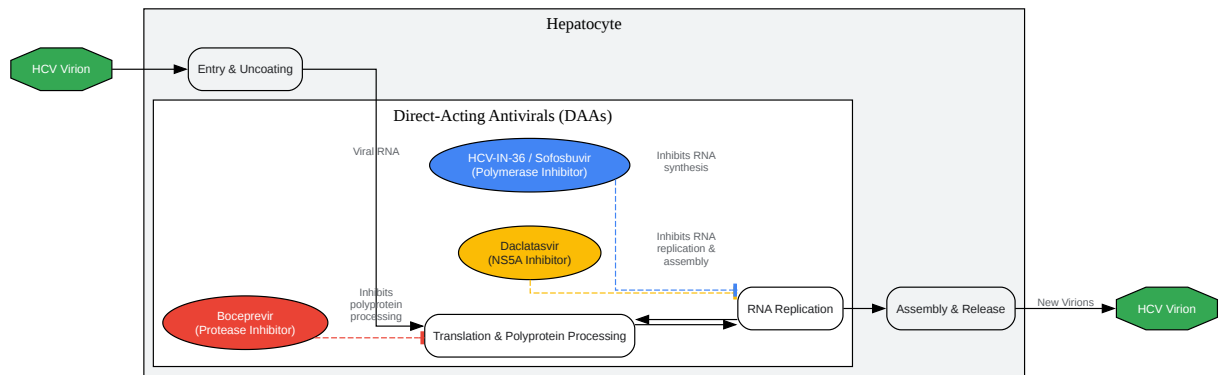 Hepatocyte
HCV Virion
Entry & Uncoating
Direct-Acting Antivirals (DAAs)
Viral RNA
HCV-IN-36 / Sofosbuvir
(Polymerase Inhibitor)
Inhibits RNA
synthesis
Daclatasvir
(NS5A Inhibitor)
Inhibits RNA
replication &
assembly
Boceprevir
(Protease Inhibitor)
Inhibits
polyprotein
processing
Translation & Polyprotein Processing
RNA Replication
Assembly & Release
New Virions
HCV Virion